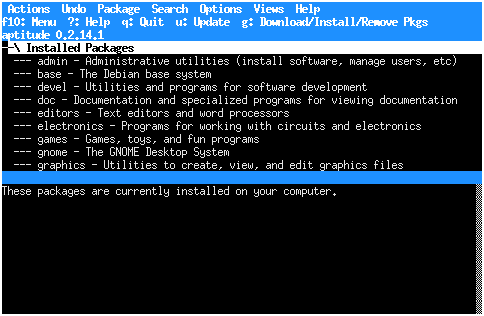 Actions  Undo  Package  Search  Options  Views  Help
f10: Menu  ?: Help  q: Quit  u: Update  g: Download/Install/Remove Pkgs
aptitude 0.2.14.1
--\ Installed Packages
--- admin - Administrative utilities (install software, manage users, etc)
--- base - The Debian base system
--- devel - Utilities and programs for software development
--- doc - Documentation and specialized programs for viewing documentation
--- editors - Text editors and word processors
--- electronics - Programs for working with circuits and electronics
--- games - Games, toys, and fun programs
--- gnome - The GNOME Desktop System
--- graphics - Utilities to create, view, and edit graphics files
These packages are currently installed on your computer.